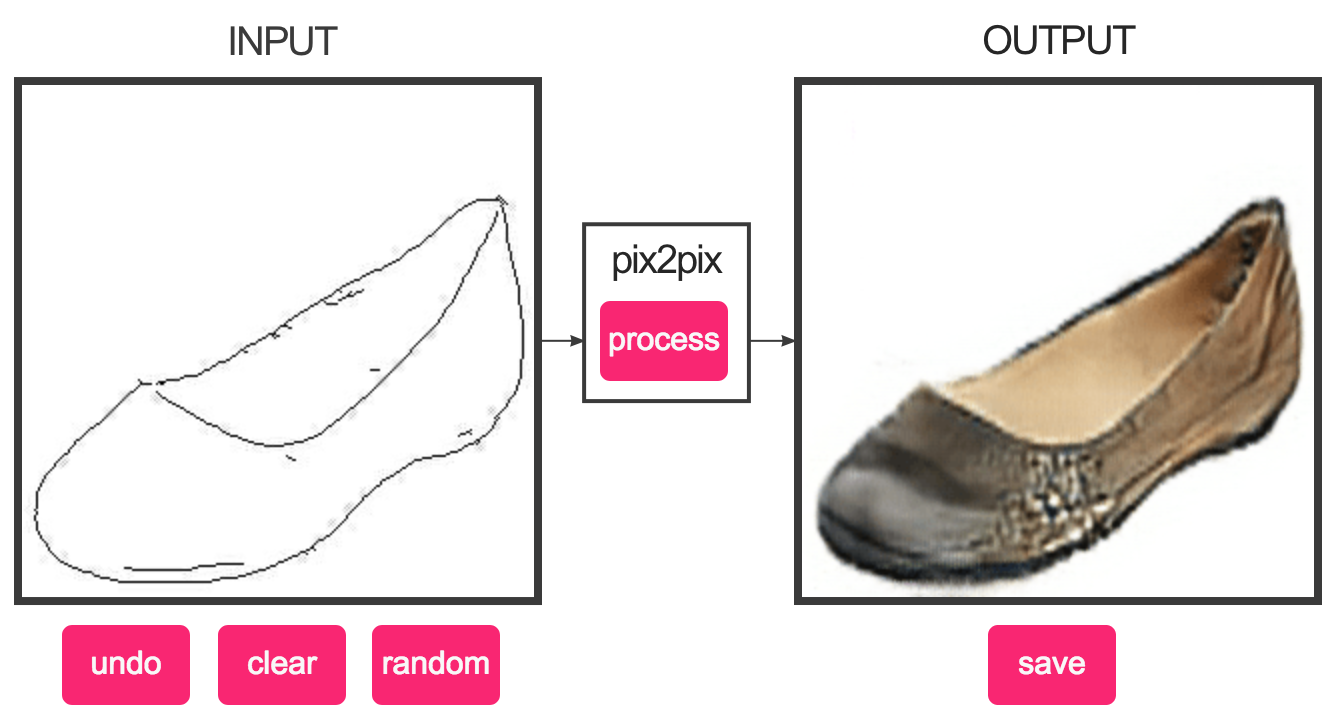 INPUT
OUTPUT
pix2pix
process
undo
clear
random
save